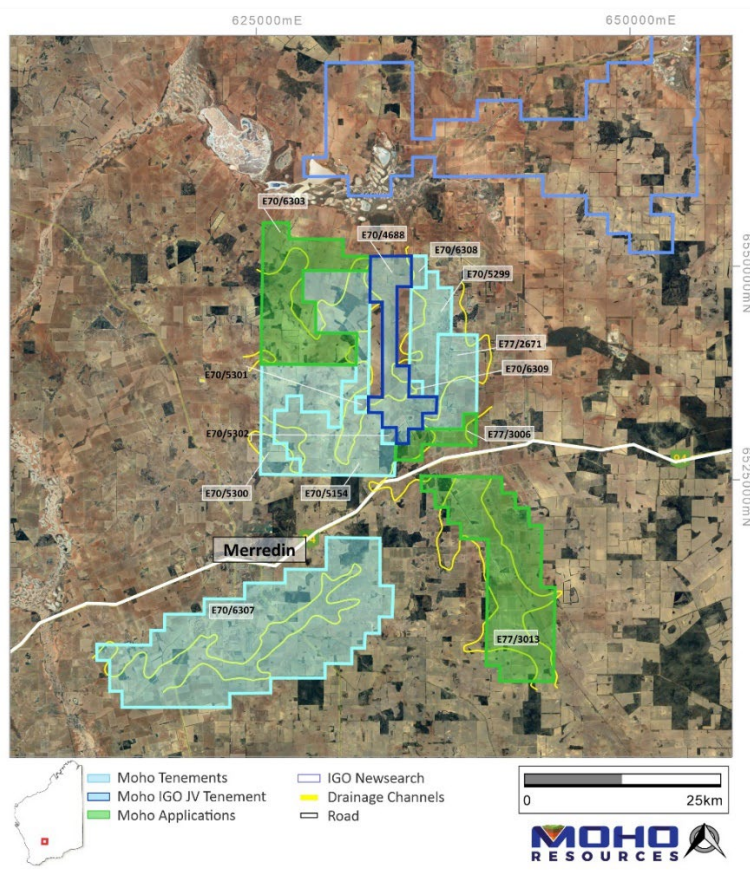 625000mE
650000mE
E70/6303
E70/4688
E70/6308
E70/5299
6550000mN
E77/2671
E70/5301
E70/6309
E70/5302
E77/3006
94
E70/5300
E70/5154
6525000mN
Merredin
E70/6307
E77/3013
Moho Tenements
IGO Newsearch
Moho IGO JV Tenement
Drainage Channels
Moho Applications
Road
0
25km
MOHO
RESOURCES